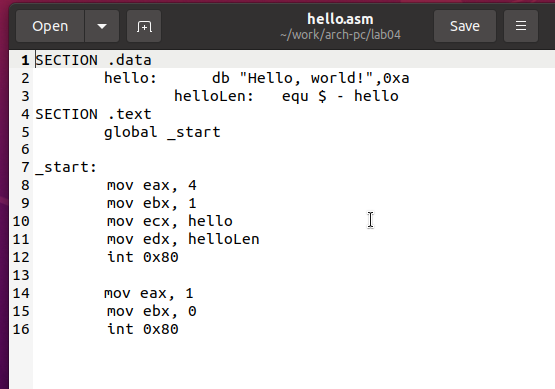 Open
hello.asm
~/work/arch-pc/lab04
Save
1 SECTION .data
2         hello:      db "Hello, world!",0xa
3                 helloLen:   equ $ - hello
4 SECTION .text
5         global _start
6
7 _start:
8         mov eax, 4
9         mov ebx, 1
10         mov ecx, hello
11         mov edx, helloLen
12         int 0x80
13
14         mov eax, 1
15         mov ebx, 0
16         int 0x80